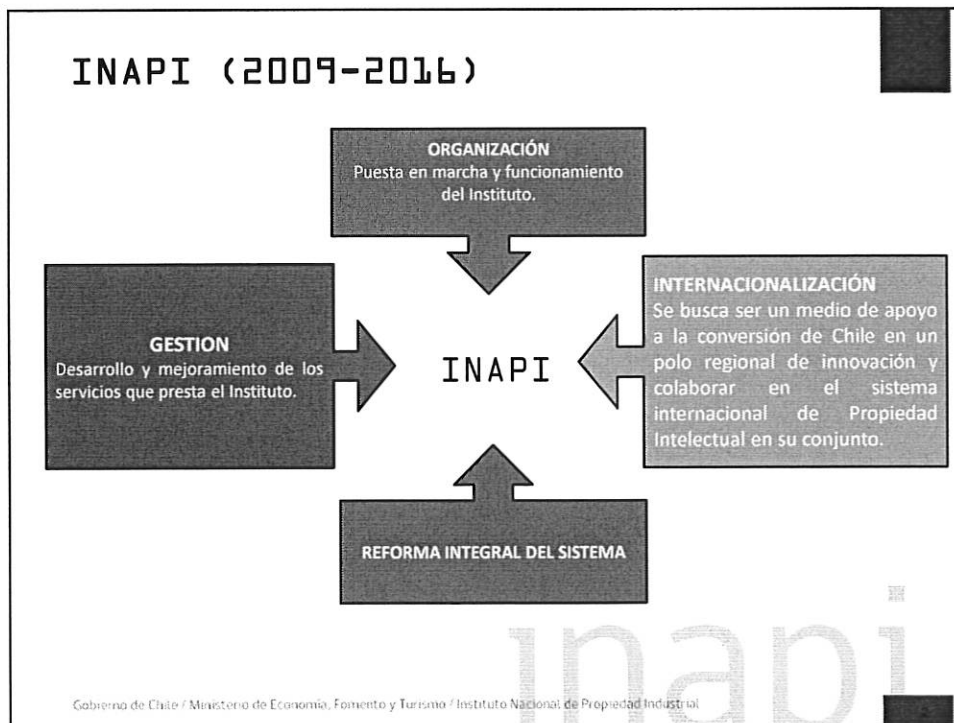 INAPI (2009-2016)
ORGANIZACIÓN
Puesta en marcha y funcionamiento
del Instituto.
GESTION
Desarrollo y mejoramiento de los
servicios que presta el Instituto.
INAPI
INTERNACIONALIZACIÓN
Se busca ser un medio de apoyo
a la conversión de Chile en un
polo regional de innovación y
colaborar en el sistema
internacional de Propiedad
Intelectual en su conjunto.
REFORMA INTEGRAL DEL SISTEMA
inapi
Gobierno de Chile / Ministerio de Economía, Fomento y Turismo / Instituto Nacional de Propiedad Industrial